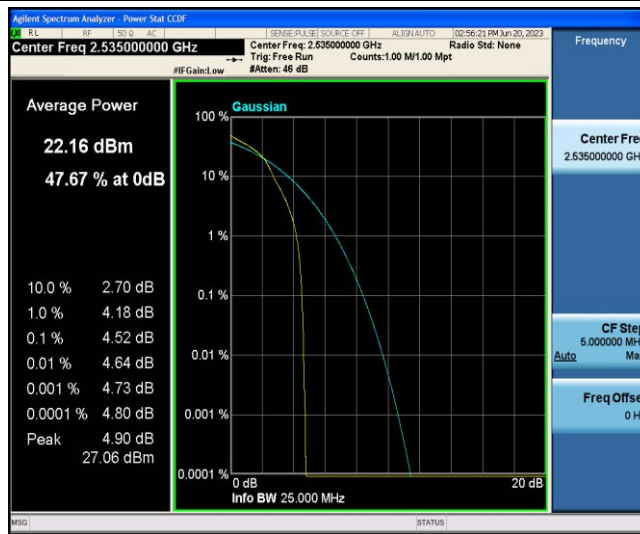 Agilent Spectrum Analyzer - Power Stat CCDF
RL RF 50 Ω AC SENSE:PULSE SOURCE OFF ALIGN AUTO 02:56:21 PM Jun 20, 2023
Center Freq 2.535000000 GHz
Center Freq: 2.535000000 GHz Radio Std: None
Trig: Free Run Counts:1.00 M/1.00 Mpt
#IFGain:Low #Atten: 46 dB
Frequency
Average Power
22.16 dBm
47.67 % at 0dB
10.0 % 2.70 dB
1.0 % 4.18 dB
0.1 % 4.52 dB
0.01 % 4.64 dB
0.001 % 4.73 dB
0.0001 % 4.80 dB
Peak 4.90 dB
27.06 dBm
Gaussian
100 %
10 %
1 %
0.1 %
0.01 %
0.001 %
0.0001 %
0 dB 20 dB
Info BW 25.000 MHz
Center Fre
2.535000000 GH
CF Step
5.000000 MH
Auto Ma
Freq Offse
0 H
MSG STATUS